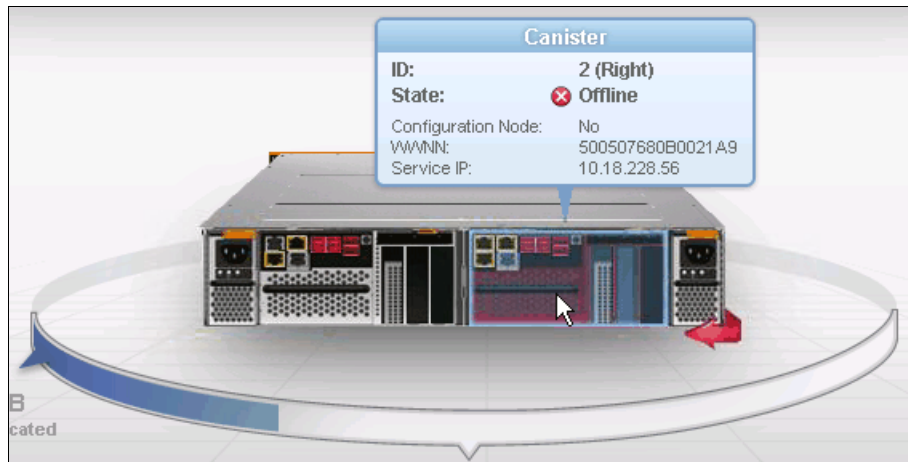 Canister
ID: 2 (Right)
State: Offline
Configuration Node: No
WWNN: 500507680B0021A9
Service IP: 10.18.228.56
B
cated